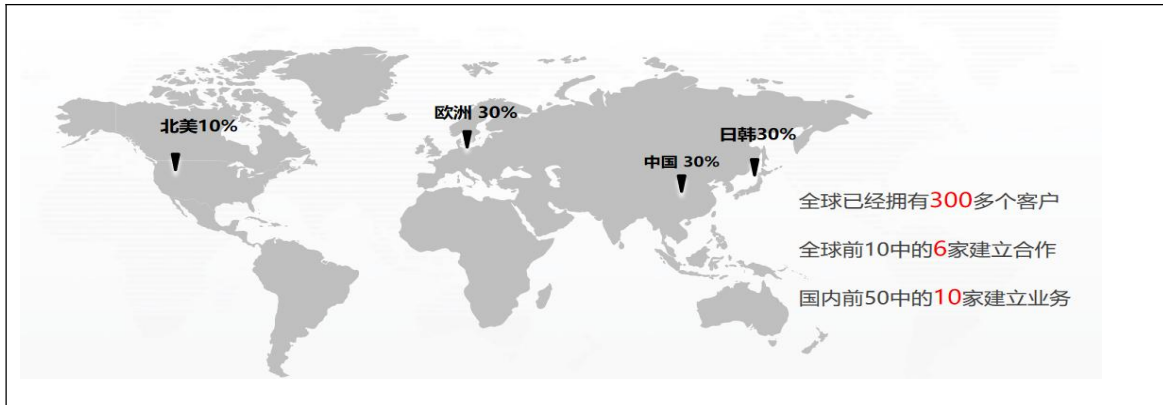 北美10%
欧洲 30%
日韩30%
中国 30%
全球已经拥有300多个客户
全球前10中的6家建立合作
国内前50中的10家建立业务